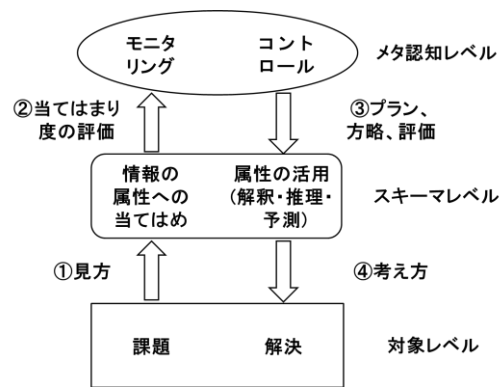 モニタ
リング
コント
ロール
メタ認知レベル
②当てはまり
度の評価
③プラン、
方略、評価
情報の
属性への
当てはめ
属性の活用
(解釈・推理・
予測)
スキーマレベル
①見方
④考え方
課題
解決
対象レベル